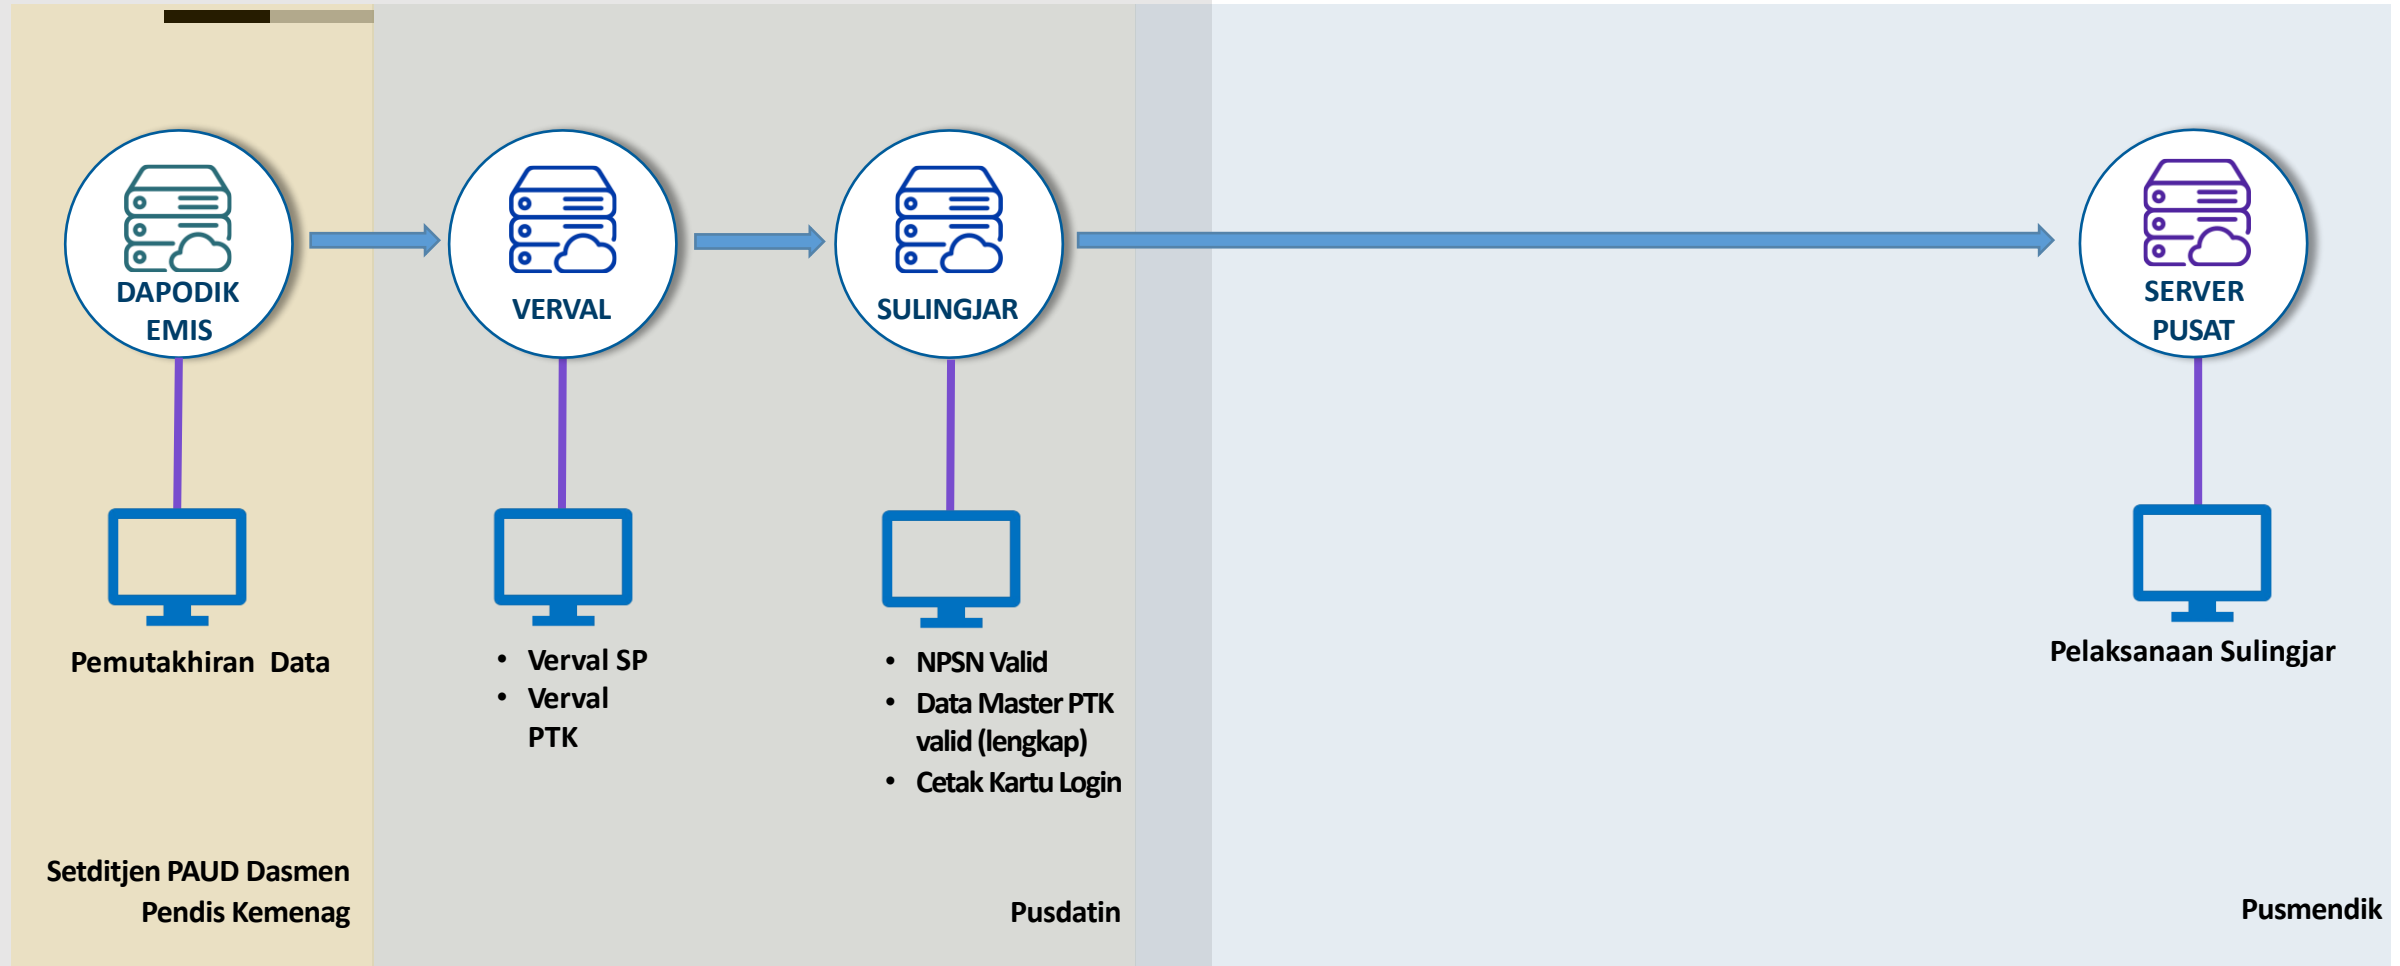 DAPODIK
EMIS
VERVAL
SULINGJAR
SERVER
PUSAT
Pemutakhiran Data
• Verval SP
• Verval
PTK
• NPSN Valid
• Data Master PTK
valid (lengkap)
• Cetak Kartu Login
Pelaksanaan Sulingjar
Setditjen PAUD Dasmen
Pendis Kemenag
Pusdatin
Pusmendik